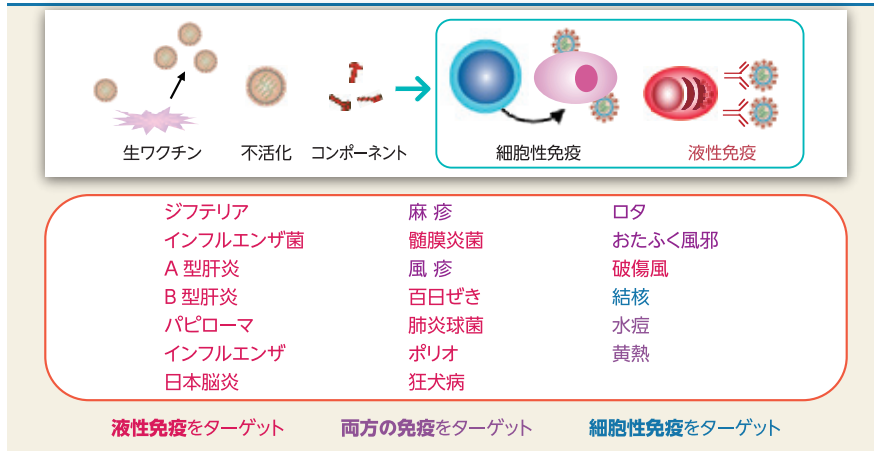 生ワクチン
不活化
コンポーネント
細胞性免疫
液性免疫
ジフテリア
インフルエンザ菌
A 型肝炎
B 型肝炎
パピローマ
インフルエンザ
日本脳炎
麻 疹
髄膜炎菌
風 疹
百日ぜき
肺炎球菌
ポリオ
狂犬病
ロタ
おたふく風邪
破傷風
結核
水痘
黄熱
液性免疫をターゲット
両方の免疫をターゲット
細胞性免疫をターゲット